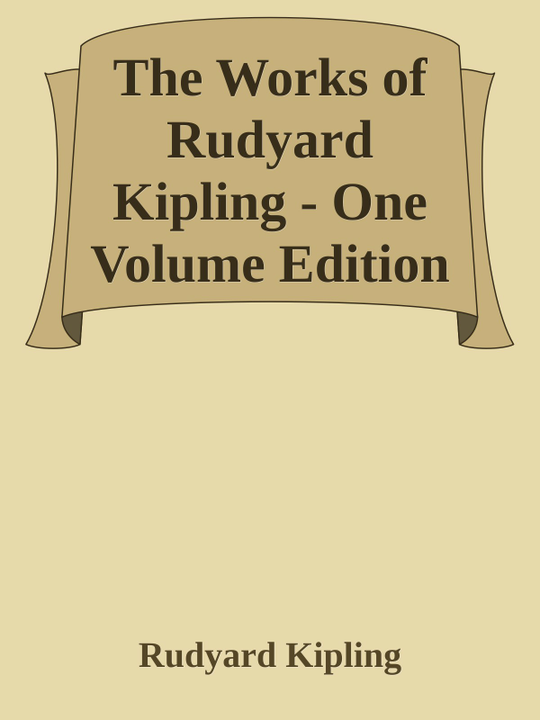 The Works of
Rudyard
Kipling - One
Volume Edition
Rudyard Kipling